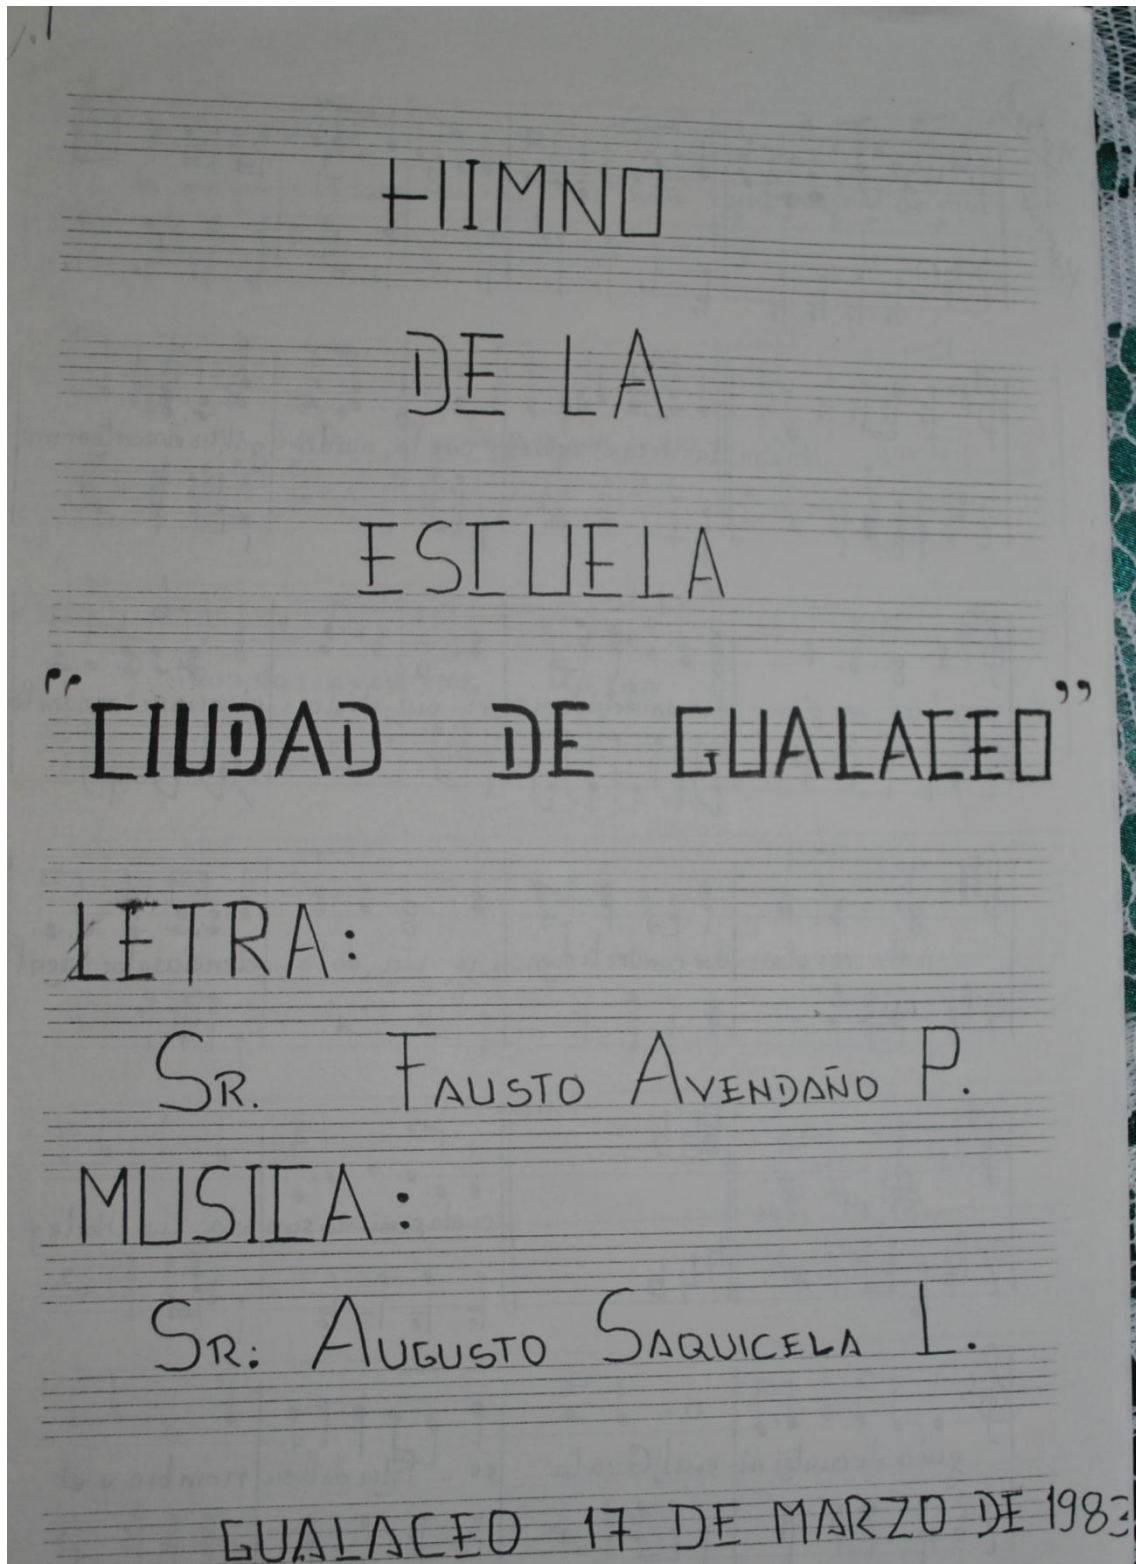 HIMNO
DE LA
ESCUELA
"CIUDAD DE GUALACEO"
LETRA:
SR. FAUSTO AVENDAÑO P.
MUSICA:
SR: AUGUSTO SAQUICELA L.
GUALACEO 17 DE MARZO DE 1983